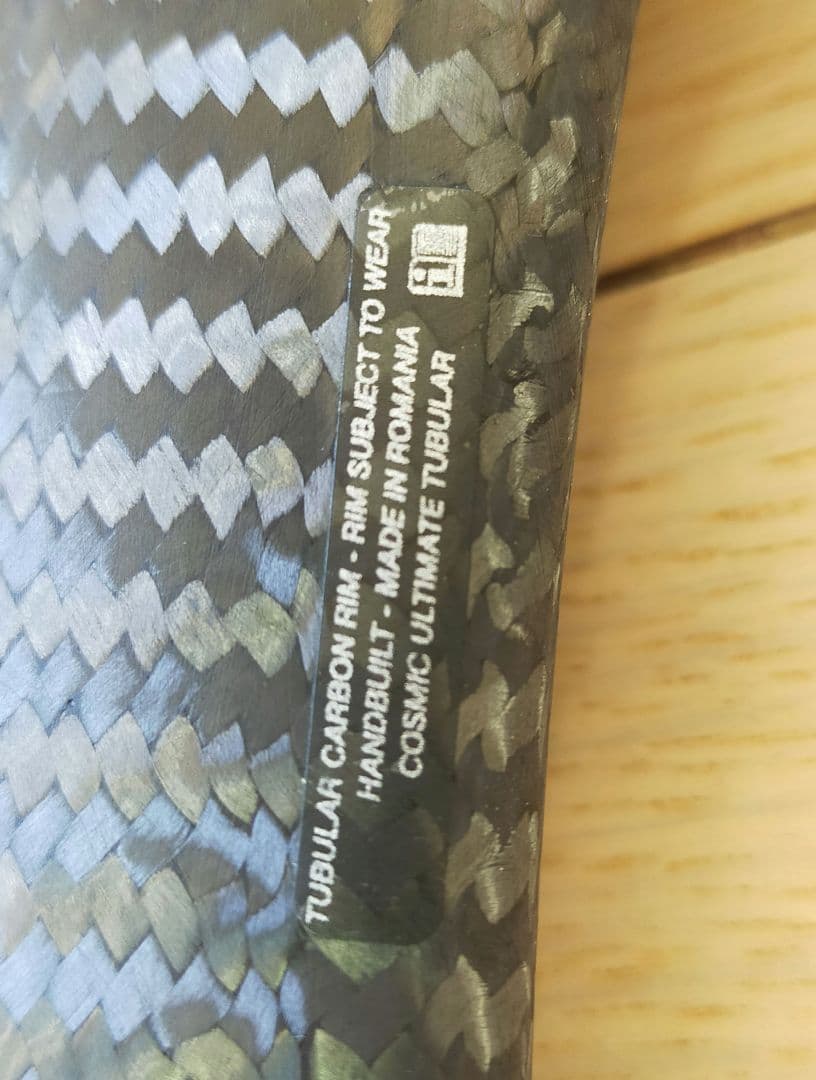 TUBULAR CARBON RIM - RIM SUBJECT TO WEAR
HANDBUILT - MADE IN ROMANIA
COSMIC ULTIMATE TUBULAR